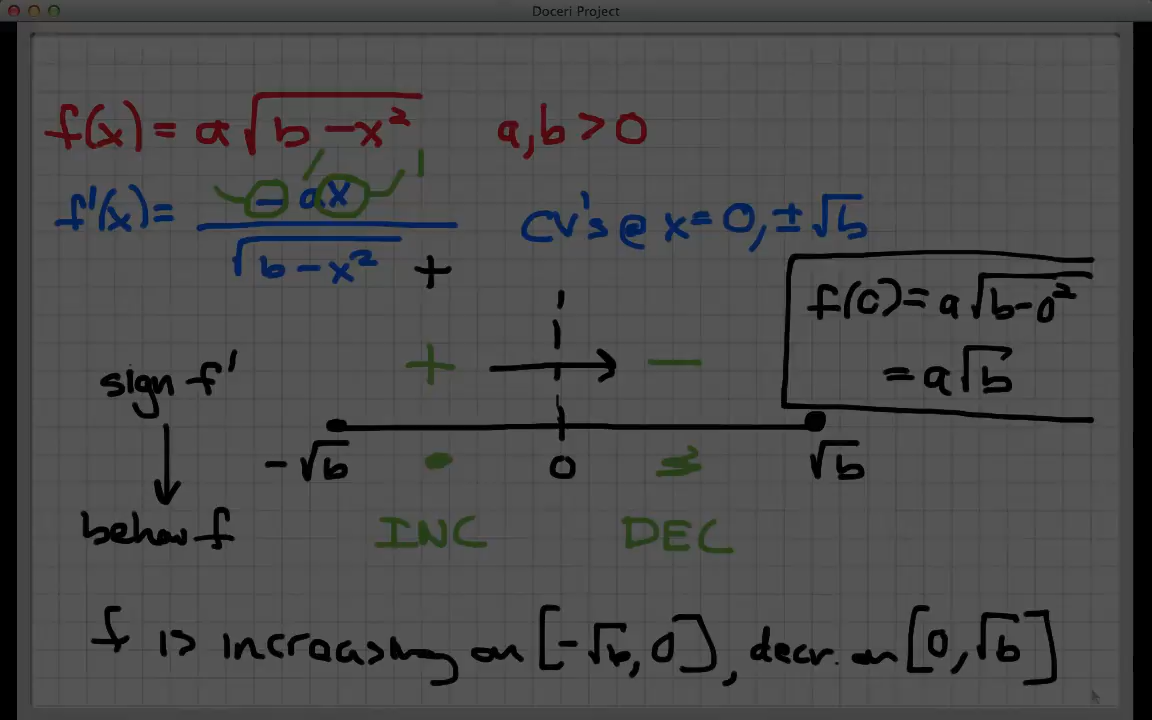 Doceri Project
f(x) = a√(b - x²)    a, b > 0
f'(x) = -ax / √(b - x²)    CV's @ x = 0, ±√b
+
f(0) = a√(b - 0²)
= a√b
sign f'    +    -
-√b    0    √b
behav f    INC    DEC
f is increasing on [-√b, 0], decr. on [0, √b]